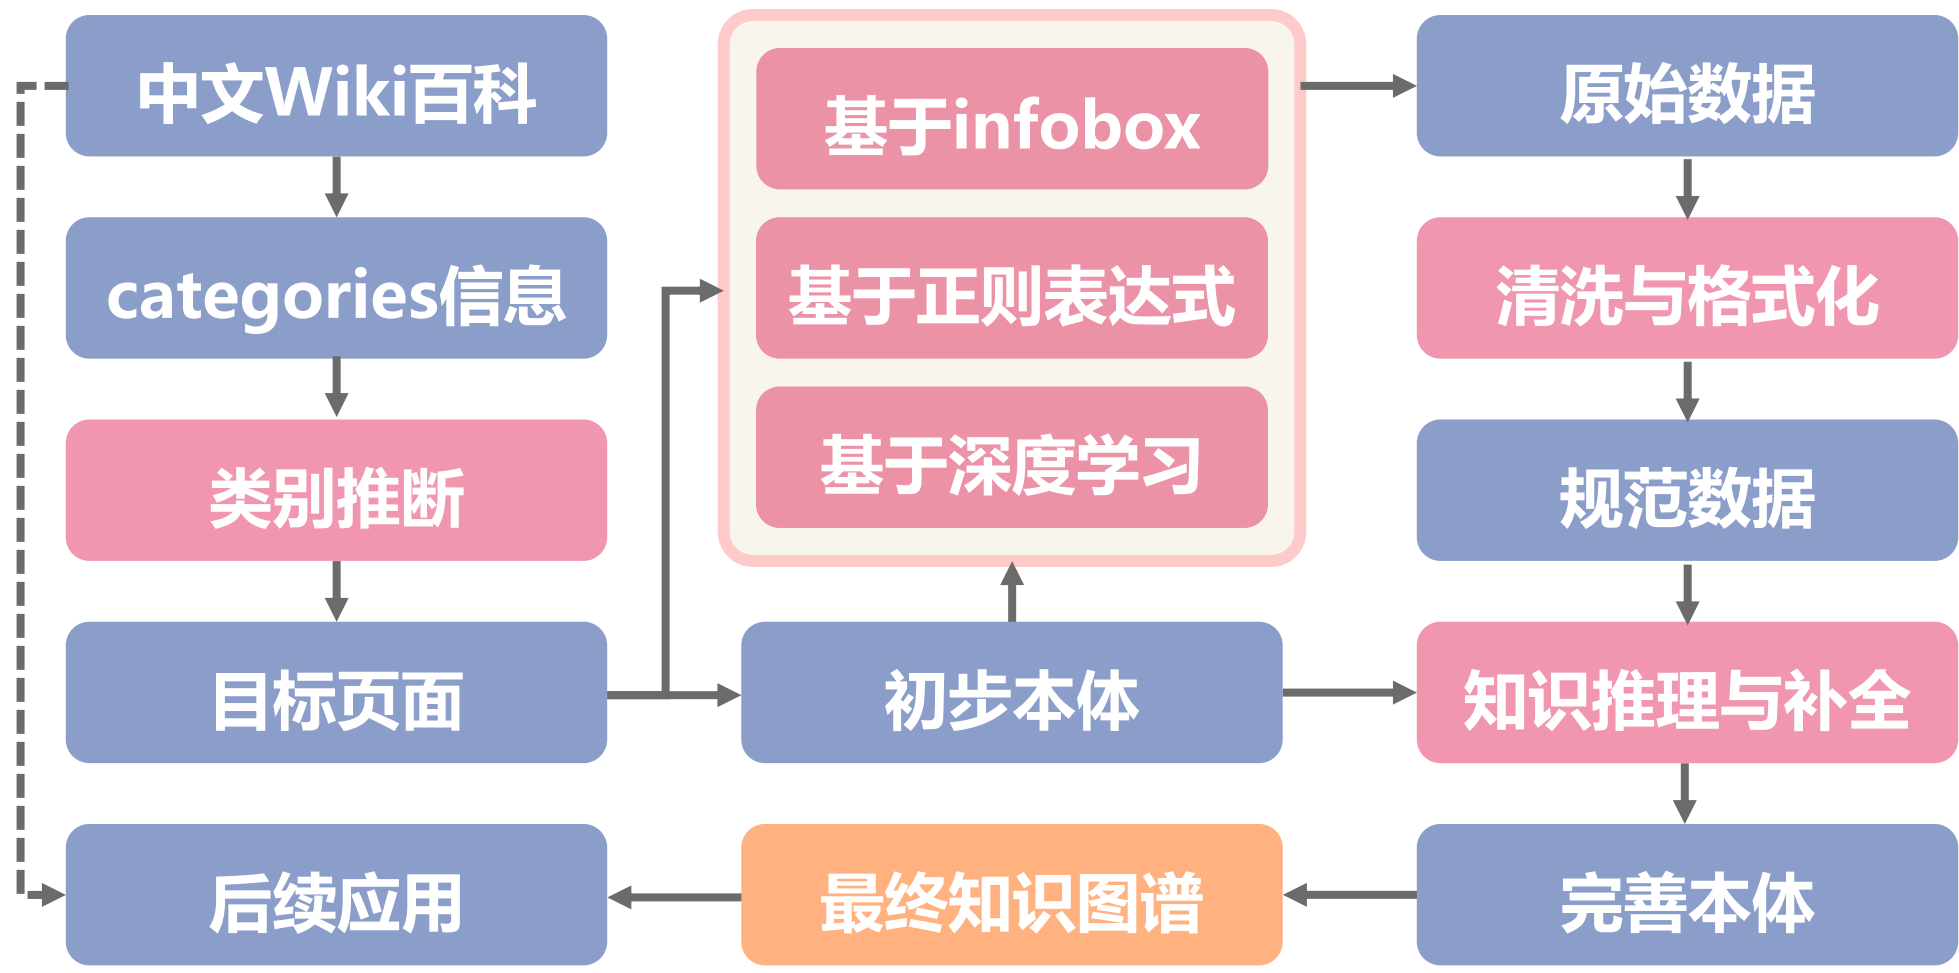 中文Wiki百科
categories信息
类别推断
目标页面
基于infobox
基于正则表达式
基于深度学习
初步本体
原始数据
清洗与格式化
规范数据
知识推理与补全
完善本体
最终知识图谱
后续应用